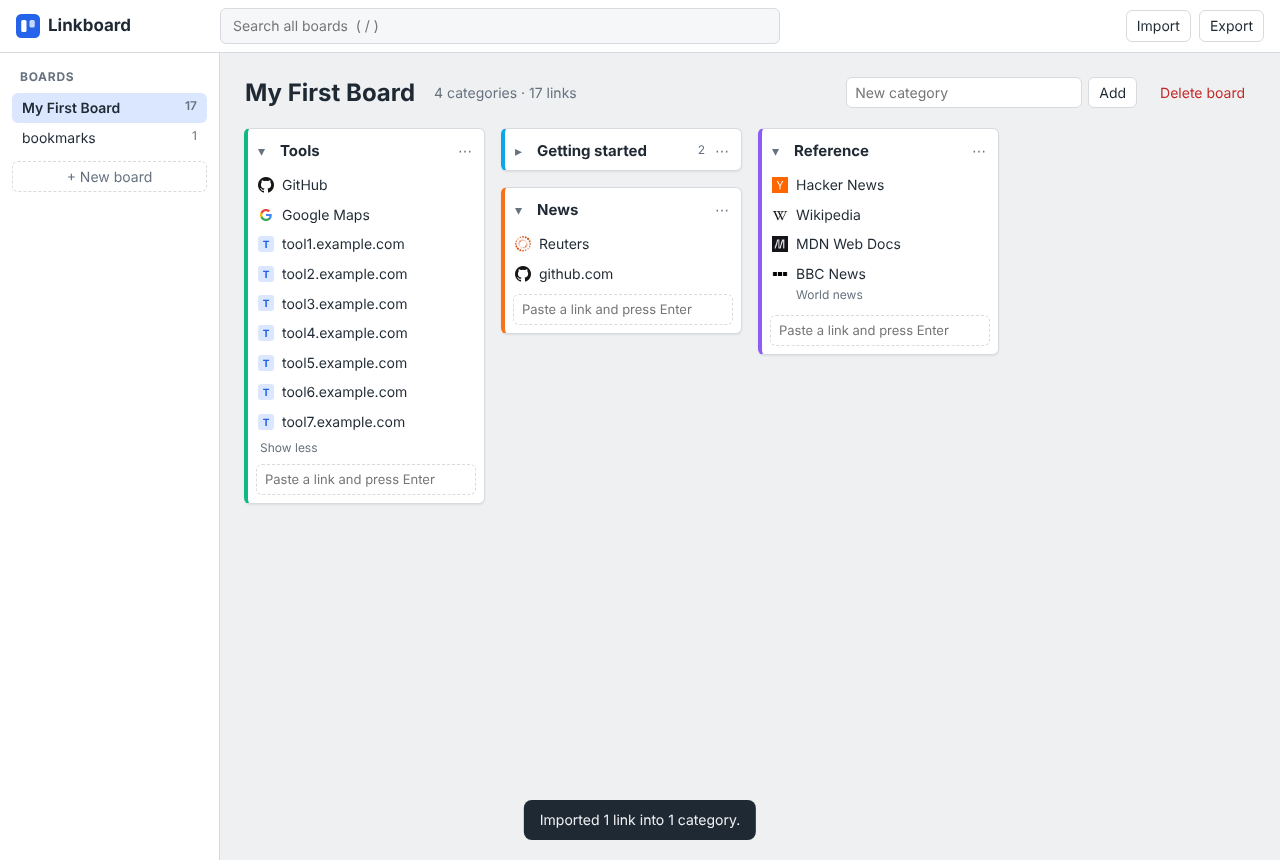 Linkboard
Search all boards ( / )
Import
Export
BOARDS
My First Board 17
bookmarks 1
+ New board
My First Board
4 categories · 17 links
New category
Add
Delete board
▾ Tools ⋯
GitHub
Google Maps
T tool1.example.com
T tool2.example.com
T tool3.example.com
T tool4.example.com
T tool5.example.com
T tool6.example.com
T tool7.example.com
Show less
Paste a link and press Enter
▸ Getting started 2 ⋯
▾ News ⋯
Reuters
github.com
Paste a link and press Enter
▾ Reference ⋯
Y Hacker News
W Wikipedia
M MDN Web Docs
BBC News
World news
Paste a link and press Enter
Imported 1 link into 1 category.